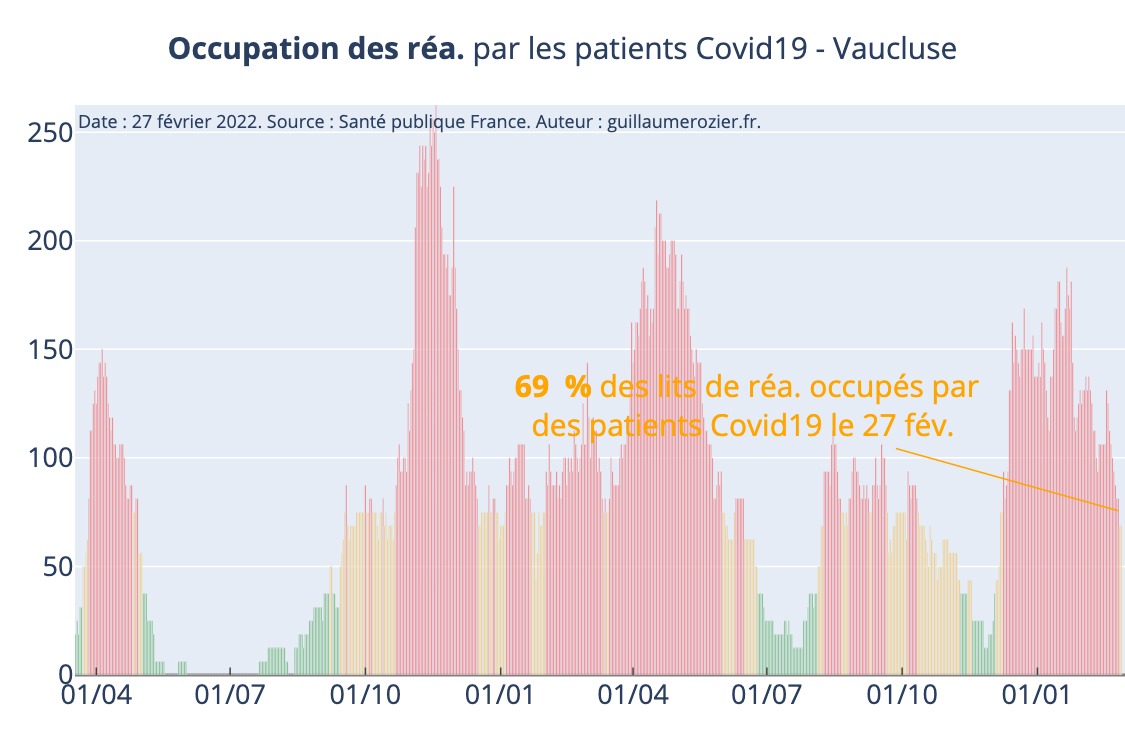 Occupation des réa. par les patients Covid19 - Vaucluse
Date : 27 février 2022. Source : Santé publique France. Auteur : guillaumerozier.fr.
250
200
150
100
50
0
69 % des lits de réa. occupés par
des patients Covid19 le 27 fév.
01/04 01/07 01/10 01/01 01/04 01/07 01/10 01/01